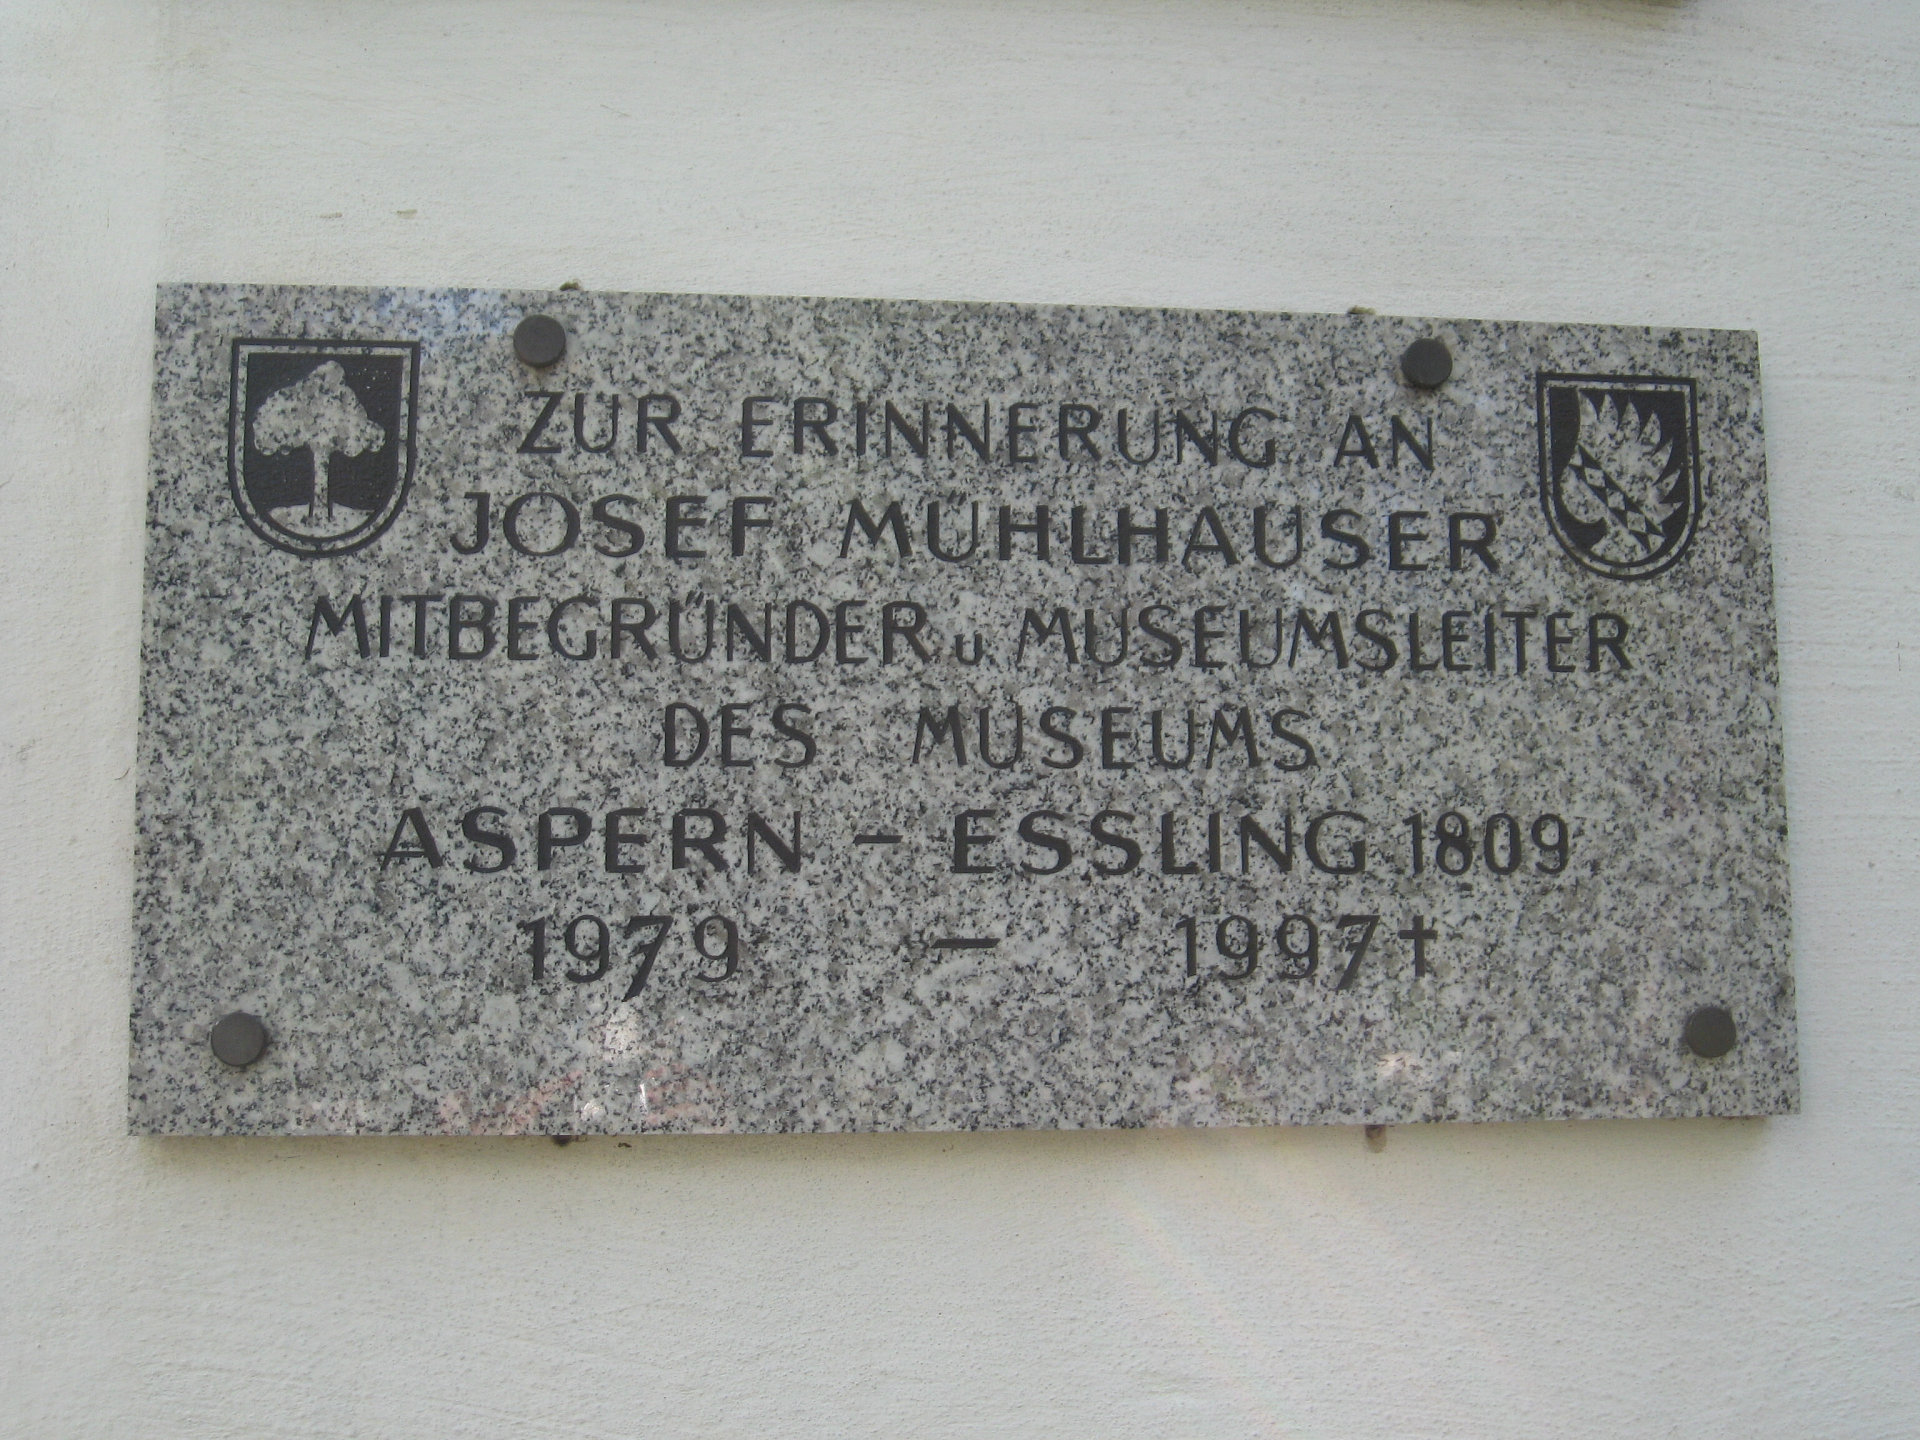 ZUR ERINNERUNG AN
JOSEF MÜHLHAUSER
MITBEGRÜNDER u MUSEUMSLEITER
DES MUSEUMS
ASPERN - ESSLING 1809
1979 - 1997 †